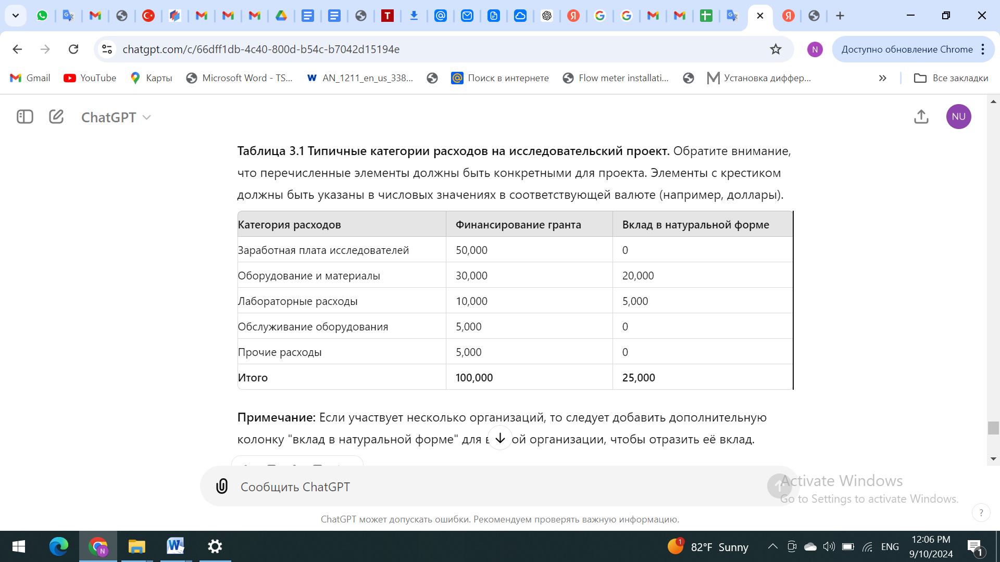 chatgpt.com/c/66dff1db-4c40-800d-b54c-b7042d15194e
N
Доступно обновление Chrome
Gmail
YouTube
Карты
Microsoft Word - TS...
AN_1211_en_us_338...
Поиск в интернете
Flow meter installati...
Установка диффер...
Все закладки
ChatGPT
NU
Таблица 3.1 Типичные категории расходов на исследовательский проект. Обратите внимание,
что перечисленные элементы должны быть конкретными для проекта. Элементы с крестиком
должны быть указаны в числовых значениях в соответствующей валюте (например, доллары).
Категория расходов Финансирование гранта Вклад в натуральной форме
Заработная плата исследователей 50,000 0
Оборудование и материалы 30,000 20,000
Лабораторные расходы 10,000 5,000
Обслуживание оборудования 5,000 0
Прочие расходы 5,000 0
Итого 100,000 25,000
Примечание: Если участвует несколько организаций, то следует добавить дополнительную
колонку "вклад в натуральной форме" для организации, чтобы отразить её вклад.
Сообщить ChatGPT
Activate Windows
Go to Settings to activate Windows.
ChatGPT может допускать ошибки. Рекомендуем проверять важную информацию.
?
1
82°F Sunny
ENG
12:06 PM
9/10/2024
1